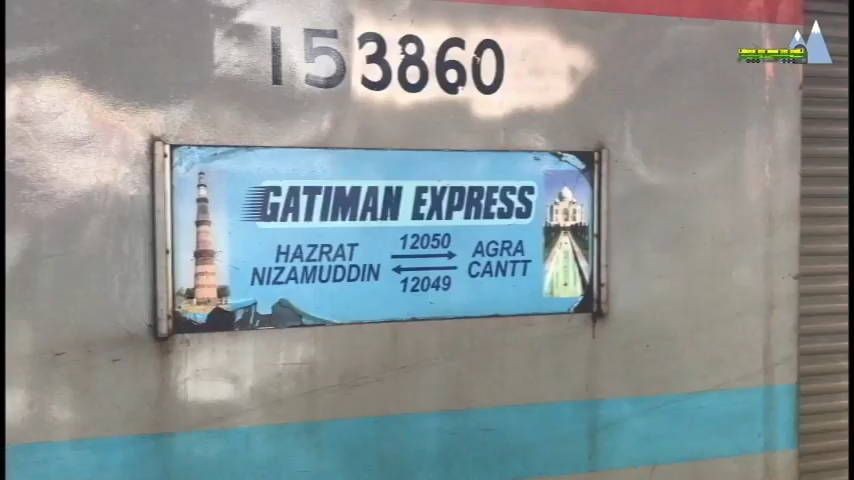 153860
GATIMAN EXPRESS
HAZRAT
NIZAMUDDIN
12050
12049
AGRA
CANTT